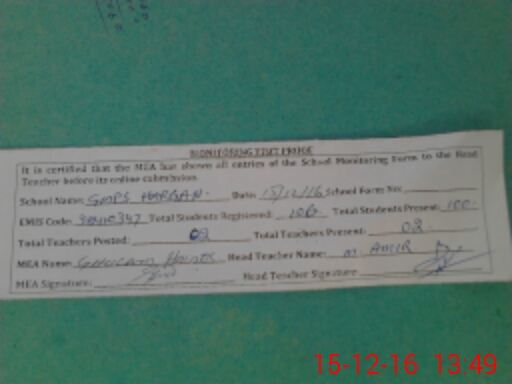 MONITORING VISIT PROOF
It is certified that the MEA has shown all entries of the School Monitoring Form to the Head
Teacher before its online submission.
School Name: GMPS Date: 15/12/16 School Form No:
EMIS Code: Total Students Registered: 106 Total Students Present: 100
Total Teachers Posted: 02 Total Teachers Present: 02
MEA Name: Head Teacher Name: M. AMIR
MEA Signature: Head Teacher Signature:
15-12-16 13:49